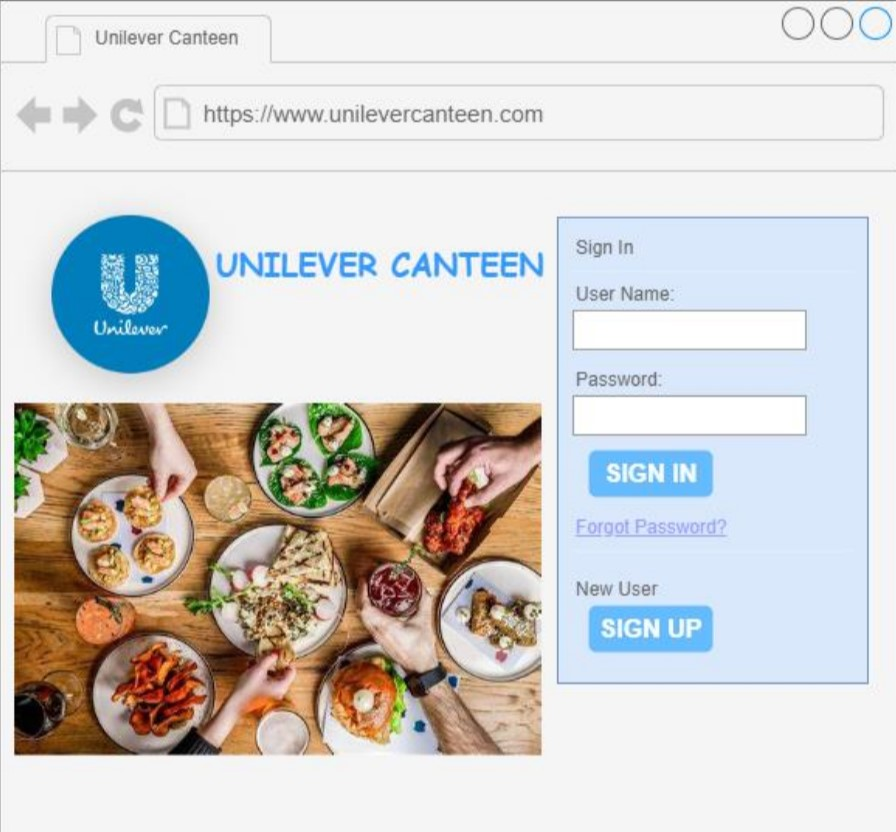 Unilever Canteen
https://www.unilevercanteen.com
Unilever
UNILEVER CANTEEN
Sign In
User Name:
Password:
SIGN IN
Forgot Password?
New User
SIGN UP